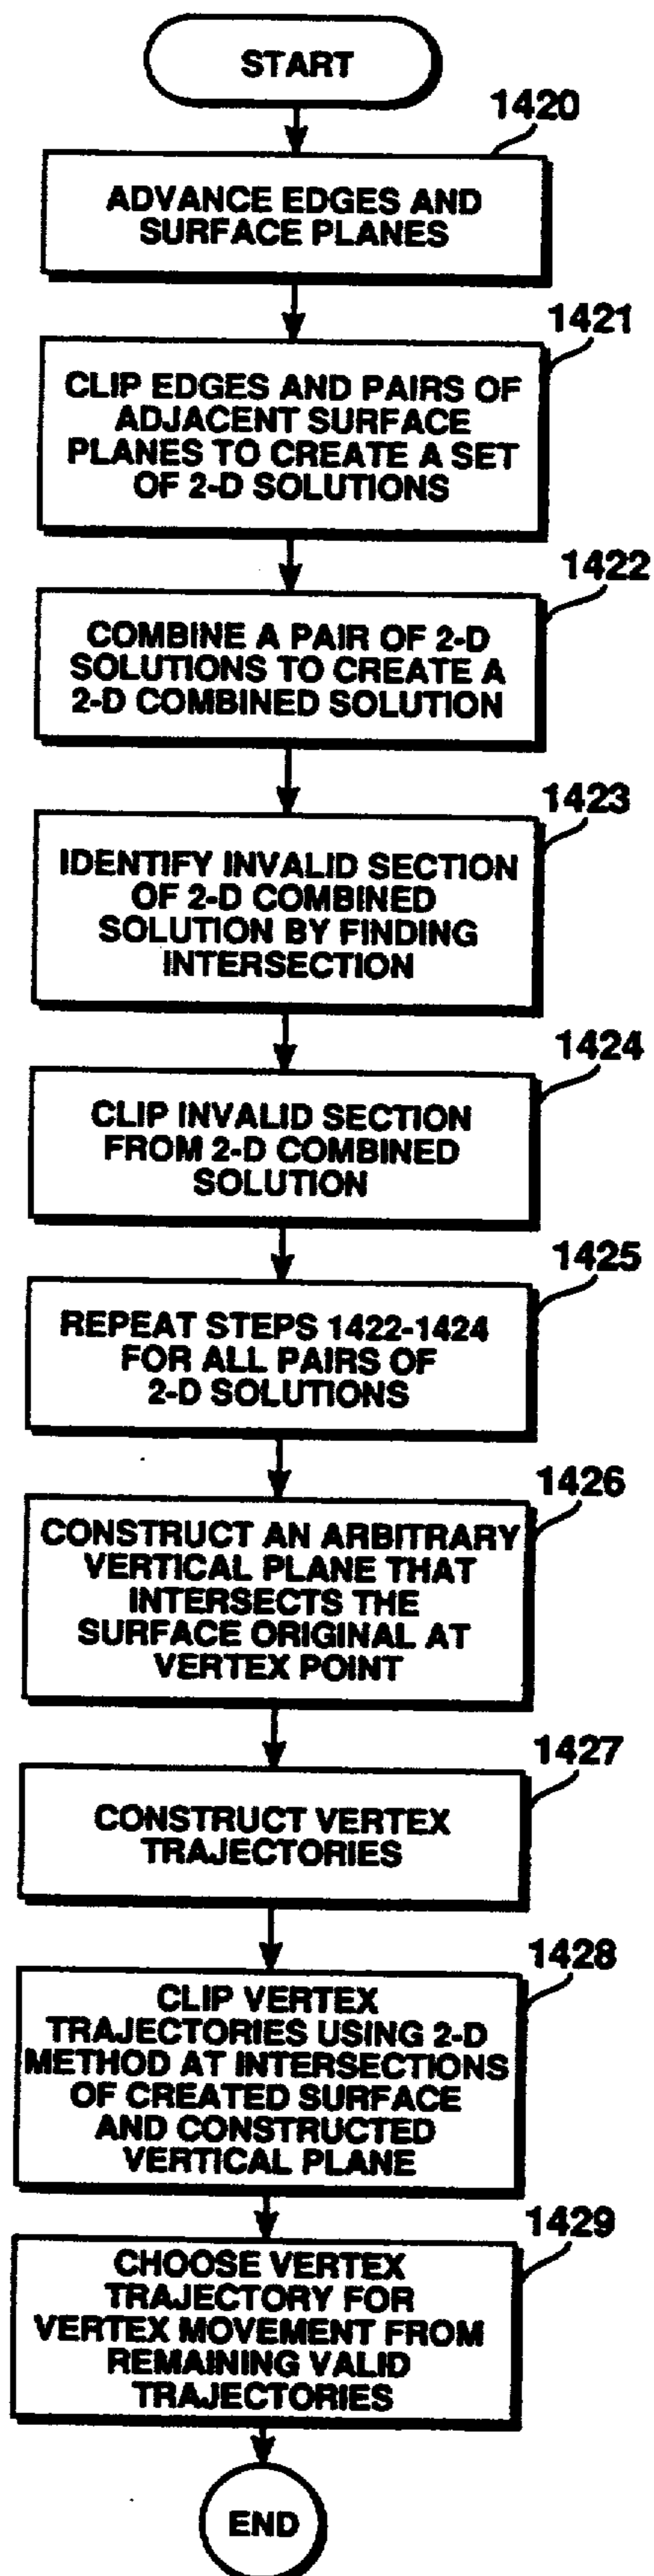 START
1420
ADVANCE EDGES AND
SURFACE PLANES
1421
CLIP EDGES AND PAIRS OF
ADJACENT SURFACE
PLANES TO CREATE A SET
OF 2-D SOLUTIONS
1422
COMBINE A PAIR OF 2-D
SOLUTIONS TO CREATE A
2-D COMBINED SOLUTION
1423
IDENTIFY INVALID SECTION
OF 2-D COMBINED
SOLUTION BY FINDING
INTERSECTION
1424
CLIP INVALID SECTION
FROM 2-D COMBINED
SOLUTION
1425
REPEAT STEPS 1422-1424
FOR ALL PAIRS OF
2-D SOLUTIONS
1426
CONSTRUCT AN ARBITRARY
VERTICAL PLANE THAT
INTERSECTS THE
SURFACE ORIGINAL AT
VERTEX POINT
1427
CONSTRUCT VERTEX
TRAJECTORIES
1428
CLIP VERTEX
TRAJECTORIES USING 2-D
METHOD AT INTERSECTIONS
OF CREATED SURFACE
AND CONSTRUCTED
VERTICAL PLANE
1429
CHOOSE VERTEX
TRAJECTORY FOR
VERTEX MOVEMENT FROM
REMAINING VALID
TRAJECTORIES
END